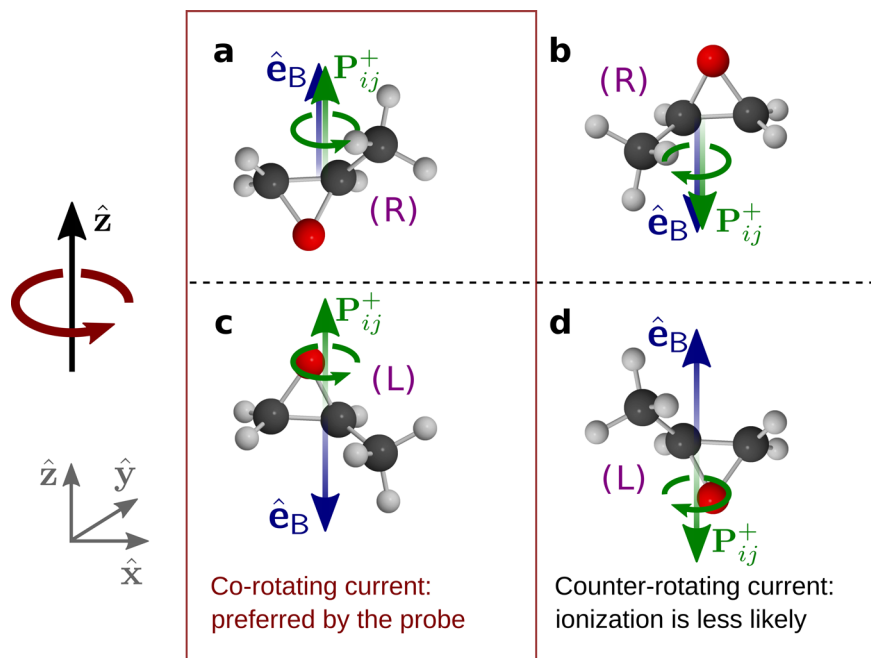 a
ê_B P⁺_ij
(R)
b
(R)
ê_B P⁺_ij
ẑ
c
P⁺_ij
(L)
ê_B
d
ê_B
(L)
P⁺_ij
ẑ ŷ
x̂
Co-rotating current:
preferred by the probe
Counter-rotating current:
ionization is less likely